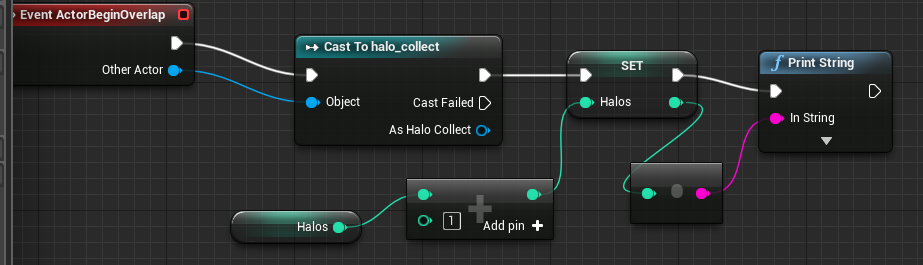 Event ActorBeginOverlap
Other Actor
Cast To halo_collect
Object
Cast Failed
As Halo Collect
SET
Halos
f Print String
In String
Halos
1
Add pin +